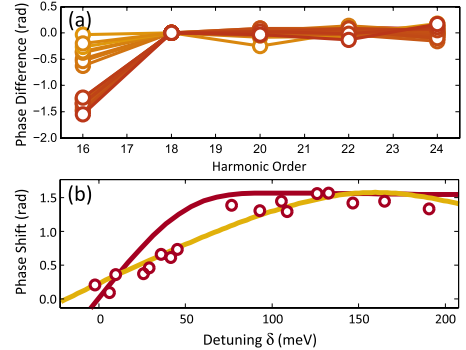 (a)
Phase Difference (rad)
0.5
0.0
−0.5
−1.0
−1.5
−2.0
16 17 18 19 20 21 22 23 24
Harmonic Order
(b)
Phase Shift (rad)
1.5
1.0
0.5
0.0
0 50 100 150 200
Detuning δ (meV)